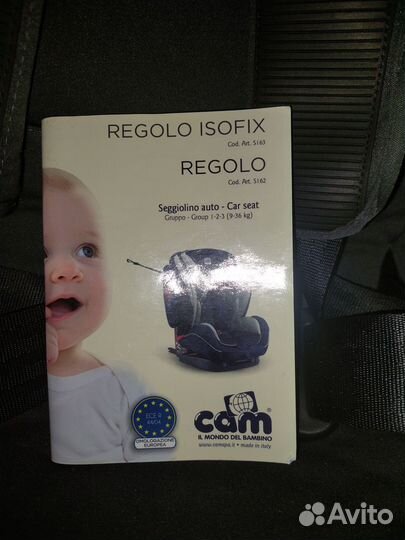 REGOLO ISOFIX
Cod. Art. S163
REGOLO
Cod. Art. S162
Seggiolino auto - Car seat
Gruppo - Group 1-2-3 (9-36 kg)
ECE R
44/04
OMOLOGAZIONE
EUROPEA
cam
IL MONDO DEL BAMBINO
www.camspa.it • made in italy
Avito